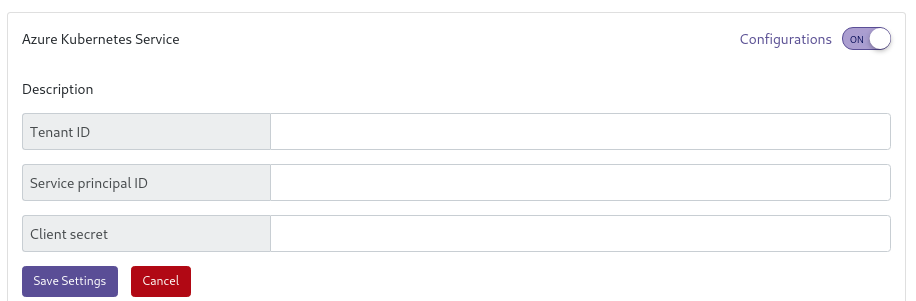 Azure Kubernetes Service
Configurations ON
Description
Tenant ID
Service principal ID
Client secret
Save Settings Cancel